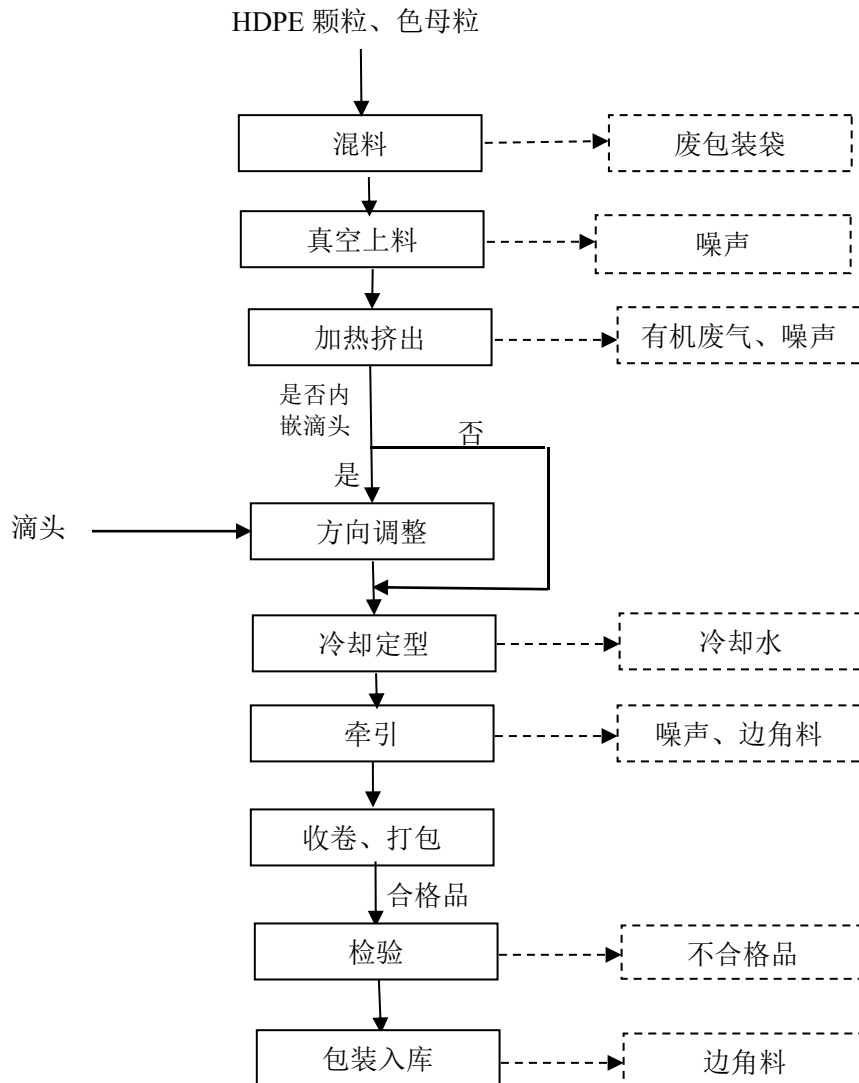 HDPE 颗粒、色母粒
混料
废包装袋
真空上料
噪声
加热挤出
有机废气、噪声
是否内
嵌滴头
否
是
滴头
方向调整
冷却定型
冷却水
牵引
噪声、边角料
收卷、打包
合格品
检验
不合格品
包装入库
边角料